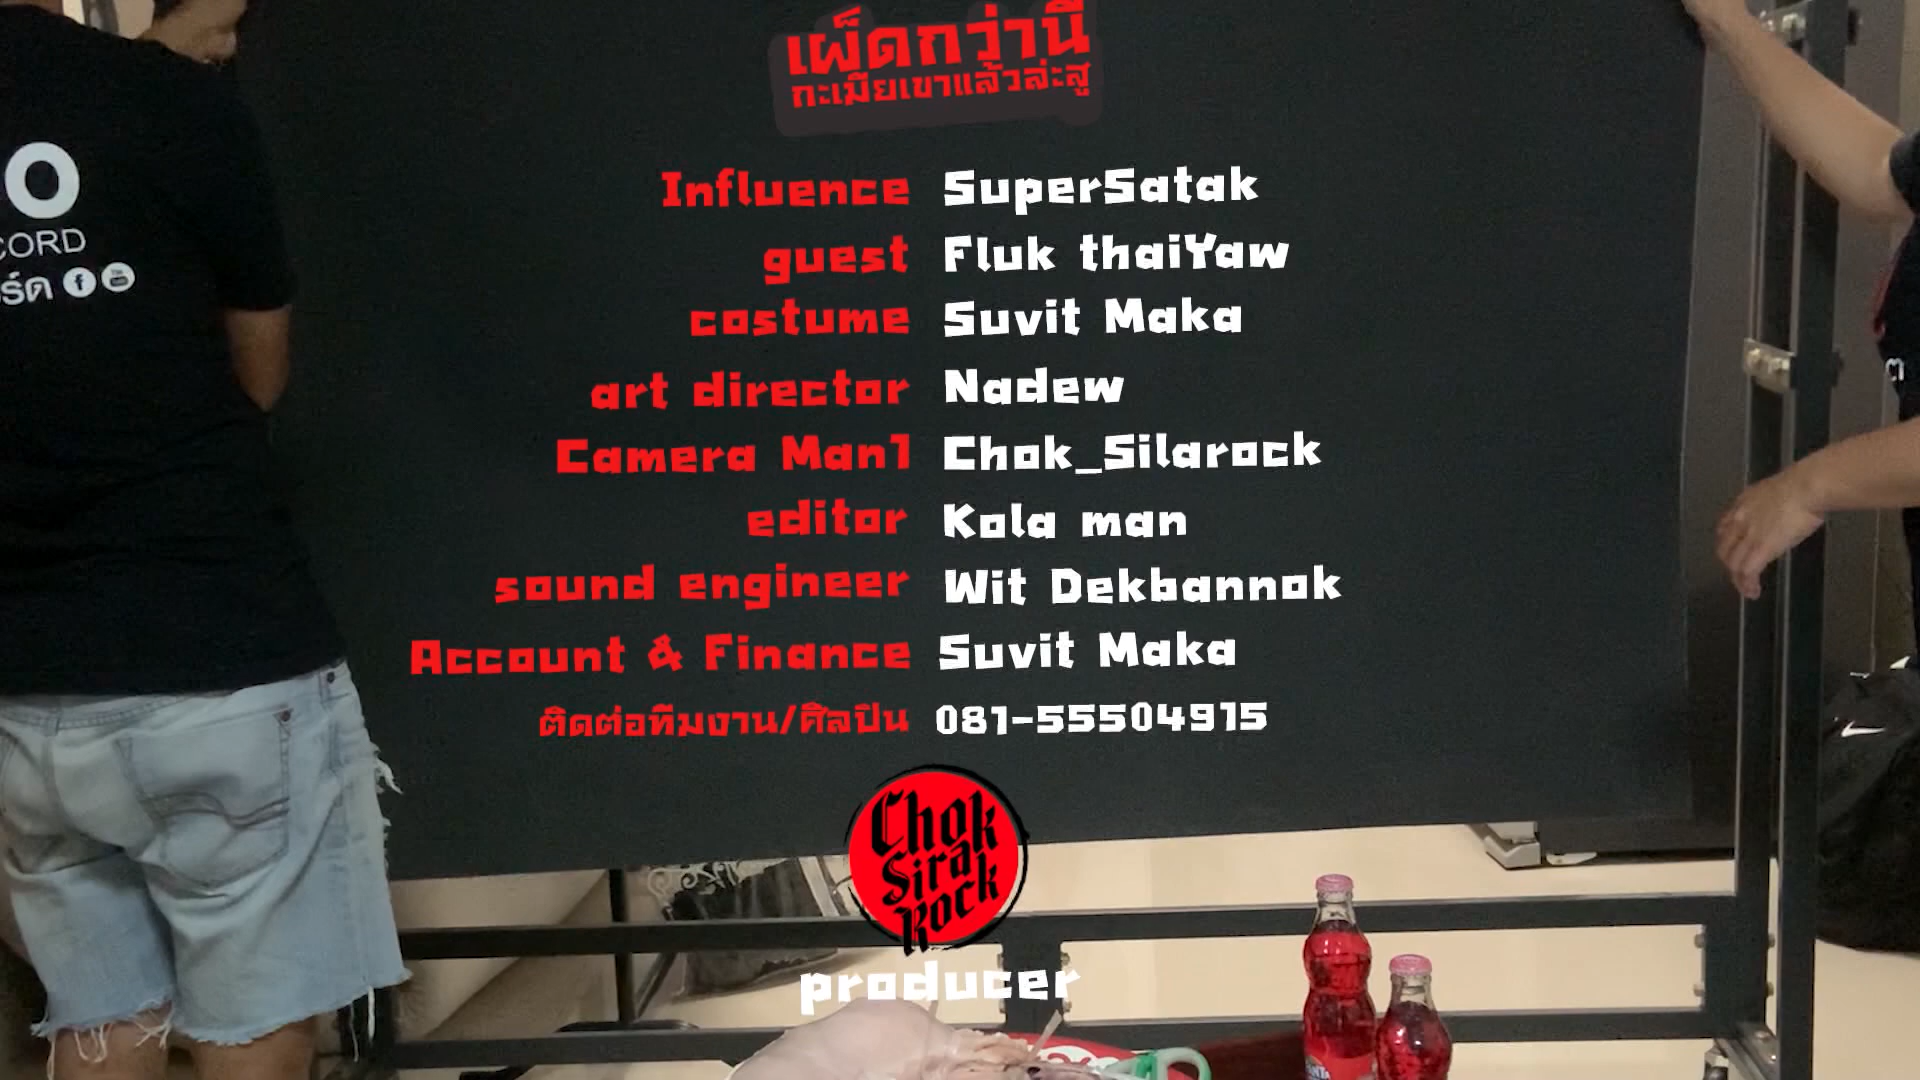 เผ็ดกว่านี้
กะเมียเขาแล้วล่ะสู
Influence SuperSatak
guest Fluk thaiYaw
costume Suvit Maka
art director Nadew
Camera Man1 Chok_Silarock
editor Kola man
sound engineer Wit Dekbannok
Account & Finance Suvit Maka
ติดต่อทีมงาน/ศิลปิน 081-55504915
Chok
Sirak
Rock
producer
O
CORD
ร์ด